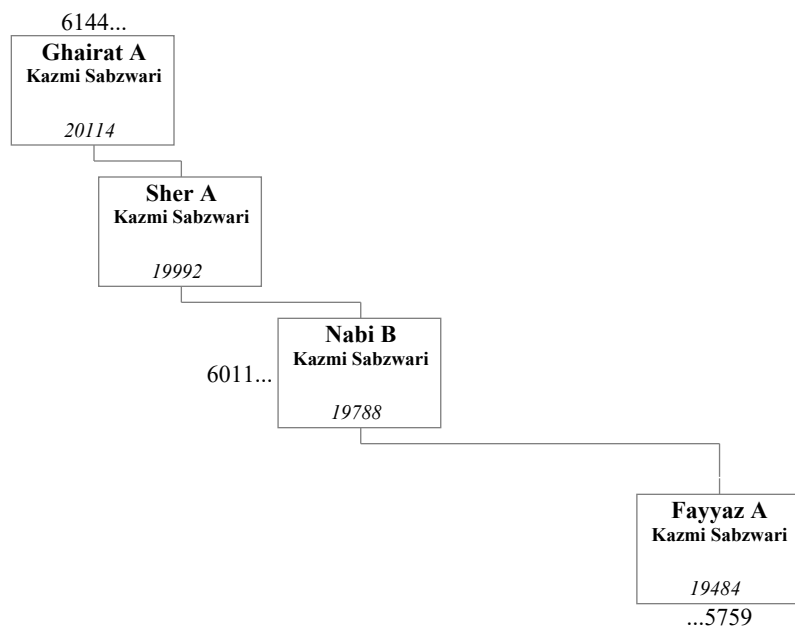 6144...
Ghairat A
Kazmi Sabzwari
20114
Sher A
Kazmi Sabzwari
19992
Nabi B
Kazmi Sabzwari
6011...
19788
Fayyaz A
Kazmi Sabzwari
19484
...5759